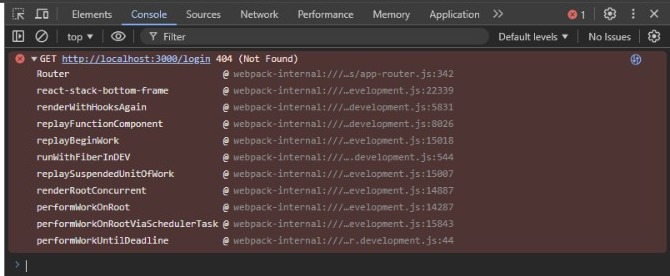 Elements Console Sources Network Performance Memory Application 1
top Filter Default levels No Issues
GET http://localhost:3000/login 404 (Not Found)
Router @ webpack-internal:///…s/app-router.js:342
react-stack-bottom-frame @ webpack-internal:///…evelopment.js:22339
renderWithHooksAgain @ webpack-internal:///…evelopment.js:5831
replayFunctionComponent @ webpack-internal:///…evelopment.js:8026
replayBeginWork @ webpack-internal:///…evelopment.js:15018
runWithFiberInDEV @ webpack-internal:///….development.js:544
replaySuspendedUnitOfWork @ webpack-internal:///…evelopment.js:15007
renderRootConcurrent @ webpack-internal:///…evelopment.js:14887
performWorkOnRoot @ webpack-internal:///…evelopment.js:14287
performWorkOnRootViaSchedulerTask @ webpack-internal:///…evelopment.js:15843
performWorkUntilDeadline @ webpack-internal:///…r.development.js:44